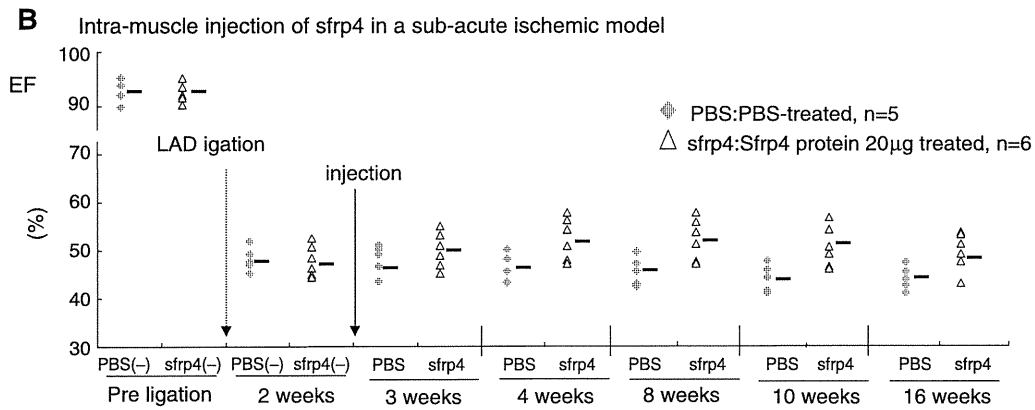 B
Intra-muscle injection of sfrp4 in a sub-acute ischemic model
100
EF
90
PBS:PBS-treated, n=5
LAD igation
sfrp4:Sfrp4 protein 20μg treated, n=6
70
injection
60
(%)
50
40
30
PBS(–) sfrp4(–) PBS(–) sfrp4(–) PBS sfrp4 PBS sfrp4 PBS sfrp4 PBS sfrp4 PBS sfrp4
Pre ligation 2 weeks 3 weeks 4 weeks 8 weeks 10 weeks 16 weeks